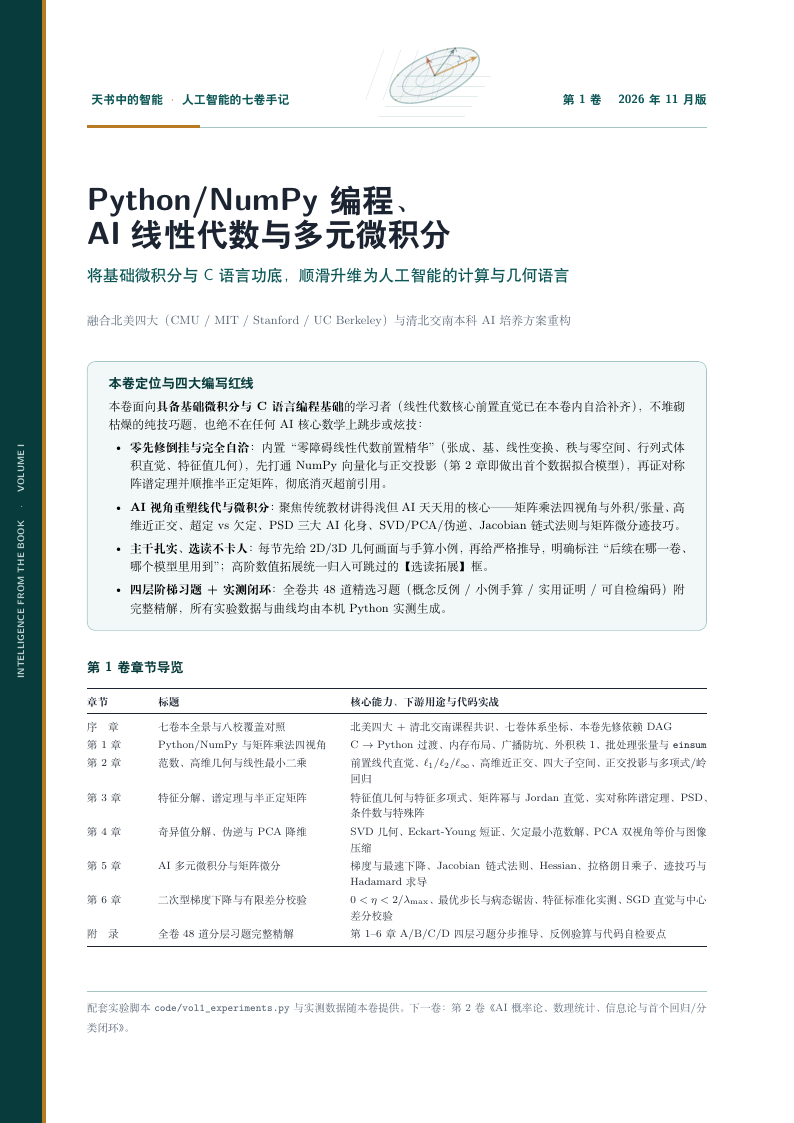 天书中的智能 · 人工智能的七卷手记
第 1 卷 2026 年 11 月版
Python/NumPy 编程、
AI 线性代数与多元微积分
将基础微积分与 C 语言功底，顺滑升维为人工智能的计算与几何语言
融合北美四大（CMU / MIT / Stanford / UC Berkeley）与清北交南本科 AI 培养方案重构
本卷定位与四大编写红线
本卷面向具备基础微积分与 C 语言编程基础的学习者（线性代数核心前置直觉已在本卷内自洽补齐），不堆砌
枯燥的纯技巧题，也绝不在任何 AI 核心数学上跳步或炫技：
• 零先修倒挂与完全自洽：内置 “零障碍线性代数前置精华”（张成、基、线性变换、秩与零空间、行列式体
积直觉、特征值几何），先打通 NumPy 向量化与正交投影（第 2 章即做出首个数据拟合模型），再证对称
阵谱定理并顺推半正定矩阵，彻底消灭超前引用。
• AI 视角重塑线代与微积分：聚焦传统教材讲得浅但 AI 天天用的核心——矩阵乘法四视角与外积/张量、高
维近正交、超定 vs 欠定、PSD 三大 AI 化身、SVD/PCA/伪逆、Jacobian 链式法则与矩阵微分迹技巧。
• 主干扎实、选读不卡人：每节先给 2D/3D 几何画面与手算小例，再给严格推导，明确标注 “后续在哪一卷、
哪个模型里用到”；高阶数值拓展统一归入可跳过的【选读拓展】框。
• 四层阶梯习题 + 实测闭环：全卷共 48 道精选习题（概念反例 / 小例手算 / 实用证明 / 可自检编码）附
完整精解，所有实验数据与曲线均由本机 Python 实测生成。
第 1 卷章节导览
章节 标题 核心能力、下游用途与代码实战
序 章 七卷本全景与八校覆盖对照 北美四大 + 清北交南课程共识、七卷体系坐标、本卷先修依赖 DAG
第 1 章 Python/NumPy 与矩阵乘法四视角 C → Python 过渡、内存布局、广播防坑、外积秩 1、批处理张量与 einsum
第 2 章 范数、高维几何与线性最小二乘 前置线代直觉、ℓ₁/ℓ₂/ℓ∞、高维近正交、四大子空间、正交投影与多项式/岭
回归
第 3 章 特征分解、谱定理与半正定矩阵 特征值几何与特征多项式、矩阵幂与 Jordan 直觉、实对称阵谱定理、PSD、
条件数与特殊阵
第 4 章 奇异值分解、伪逆与 PCA 降维 SVD 几何、Eckart-Young 短证、欠定最小范数解、PCA 双视角等价与图像
压缩
第 5 章 AI 多元微积分与矩阵微分 梯度与最速下降、Jacobian 链式法则、Hessian、拉格朗日乘子、迹技巧与
Hadamard 求导
第 6 章 二次型梯度下降与有限差分校验 0 < η < 2/λmax、最优步长与病态锯齿、特征标准化实测、SGD 直觉与中心
差分校验
附 录 全卷 48 道分层习题完整精解 第 1–6 章 A/B/C/D 四层习题分步推导、反例验算与代码自检要点
配套实验脚本 code/vol1_experiments.py 与实测数据随本卷提供。下一卷：第 2 卷《AI 概率论、数理统计、信息论与首个回归/分
类闭环》。
INTELLIGENCE FROM THE BOOK · VOLUME I